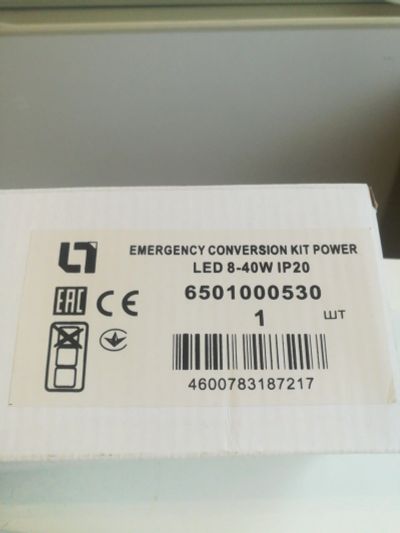 EMERGENCY CONVERSION KIT POWER
LED 8-40W IP20
6501000530
1 шт
EAC CE
4600783187217